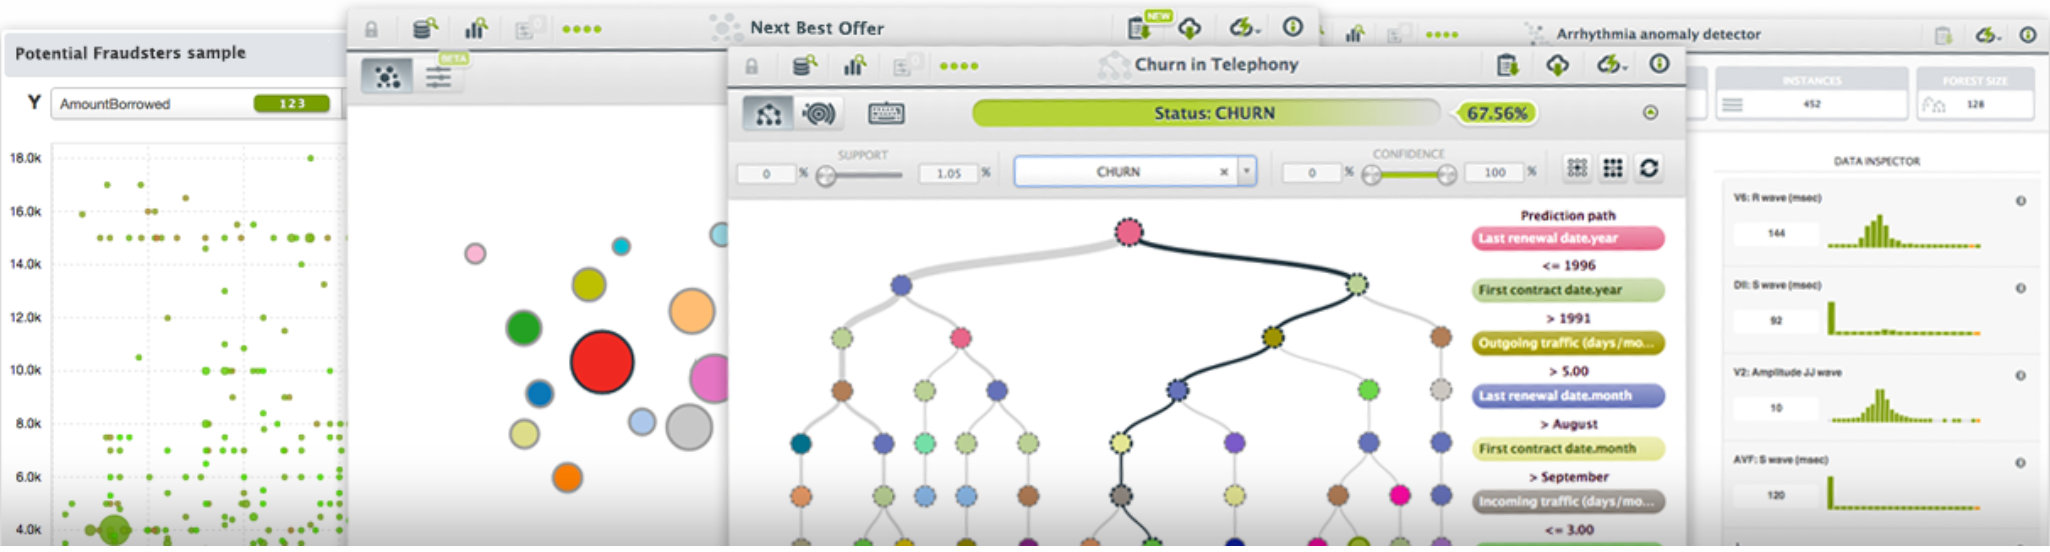 Potential Fraudsters sample
Y
AmountBorrowed
123
18.0k
16.0k
14.0k
12.0k
10.0k
8.0k
6.0k
4.0k
Next Best Offer
NEW
BETA
Churn in Telephony
Status: CHURN
67.56%
SUPPORT
0 %
1.05 %
CHURN
CONFIDENCE
0 %
100 %
Prediction path
Last renewal date.year
<= 1996
First contract date.year
> 1991
Outgoing traffic (days/mo...
> 5.00
Last renewal date.month
> August
First contract date.month
> September
Incoming traffic (days/mo...
<= 3.00
Arrhythmia anomaly detector
INSTANCES
452
FOREST SIZE
128
DATA INSPECTOR
V6: R wave (msec)
144
DII: S wave (msec)
92
V2: Amplitude JJ wave
10
AVF: S wave (msec)
120